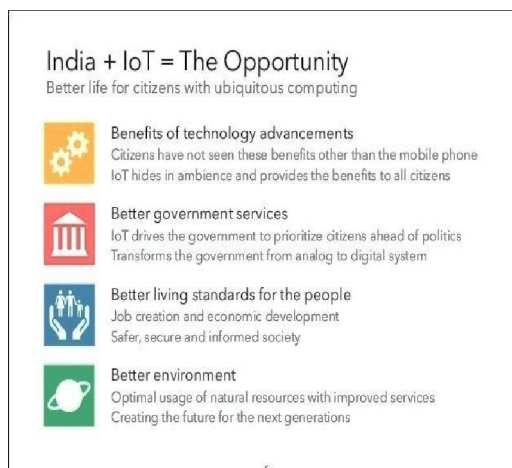 India + IoT = The Opportunity
Better life for citizens with ubiquitous computing
Benefits of technology advancements
Citizens have not seen these benefits other than the mobile phone
IoT hides in ambience and provides the benefits to all citizens
Better government services
IoT drives the government to prioritize citizens ahead of politics
Transforms the government from analog to digital system
Better living standards for the people
Job creation and economic development
Safer, secure and informed society
Better environment
Optimal usage of natural resources with improved services
Creating the future for the next generations